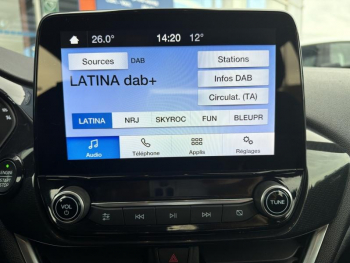 26.0° 14:20 12°
Sources DAB Stations
LATINA dab+ Infos DAB
Circulat. (TA)
LATINA NRJ SKYROC FUN BLEUPR
Audio Téléphone Applis Réglages
VOL TUNE